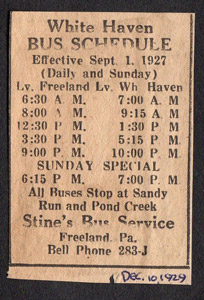 White Haven
BUS SCHEDULE
Effective Sept. 1, 1927
(Daily and Sunday)
Lv. Freeland Lv. Wh Haven
6:30 A. M. 7:00 A. M
8:00 A. M 9:15 A M
12:30 P. M. 1:30 P M
3:30 P. M. 5:15 P. M
9:00 P. M. 10:00 P. M.
SUNDAY SPECIAL
6:15 P. M. 7:00 P. M.
All Buses Stop at Sandy
Run and Pond Creek
Stine's Bus Service
Freeland, Pa.
Bell Phone 283-J
DEC. 10 1929